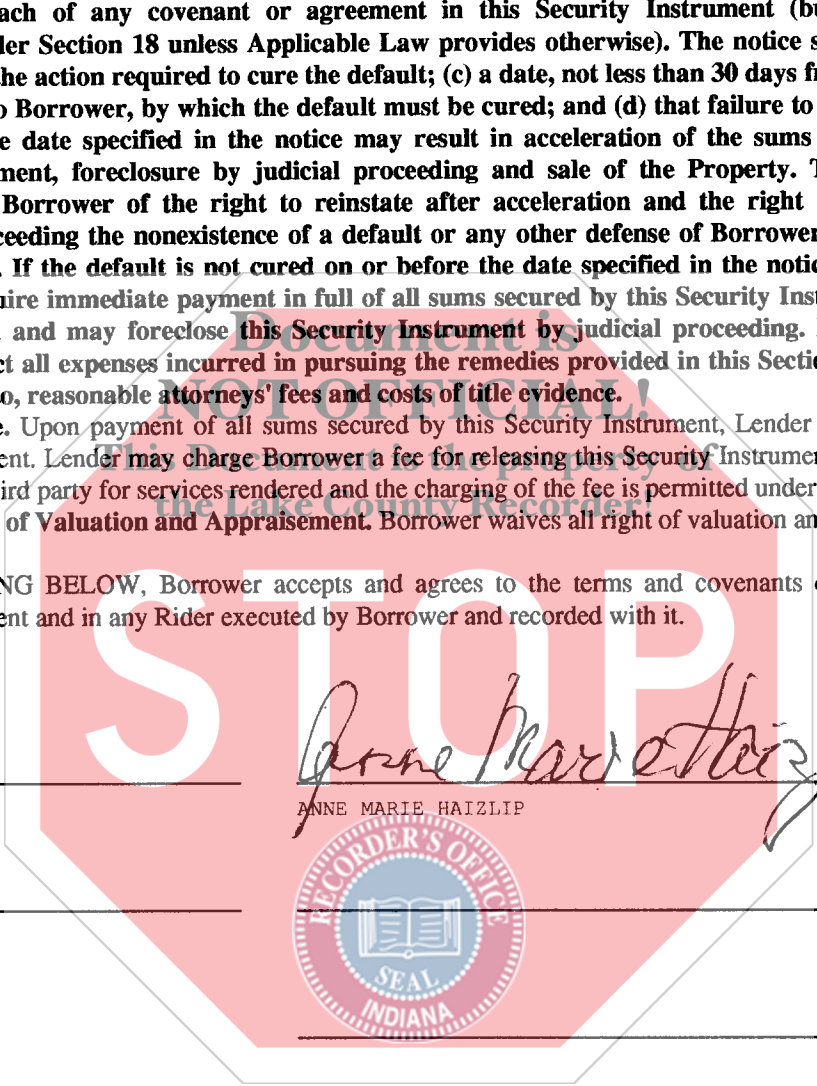 ach of any covenant or agreement in this Security Instrument (bu
ler Section 18 unless Applicable Law provides otherwise). The notice s
he action required to cure the default; (c) a date, not less than 30 days fr
o Borrower, by which the default must be cured; and (d) that failure to
e date specified in the notice may result in acceleration of the sums
ment, foreclosure by judicial proceeding and sale of the Property. T
Borrower of the right to reinstate after acceleration and the right
ceeding the nonexistence of a default or any other defense of Borrower
. If the default is not cured on or before the date specified in the notic
uire immediate payment in full of all sums secured by this Security Inst
and may foreclose this Security Instrument by judicial proceeding.
ct all expenses incurred in pursuing the remedies provided in this Sectio
o, reasonable attorneys' fees and costs of title evidence.
e. Upon payment of all sums secured by this Security Instrument, Lender
ent. Lender may charge Borrower a fee for releasing this Security Instrumen
ird party for services rendered and the charging of the fee is permitted under
of Valuation and Appraisement. Borrower waives all right of valuation an
Document is
NOT OFFICIAL!
This Document is the property of
the Lake County Recorder!
NG BELOW, Borrower accepts and agrees to the terms and covenants c
ent and in any Rider executed by Borrower and recorded with it.
STOP
Anne Marie Haiz
ANNE MARIE HAIZLIP
RECORDER'S OFFICE
SEAL
INDIANA